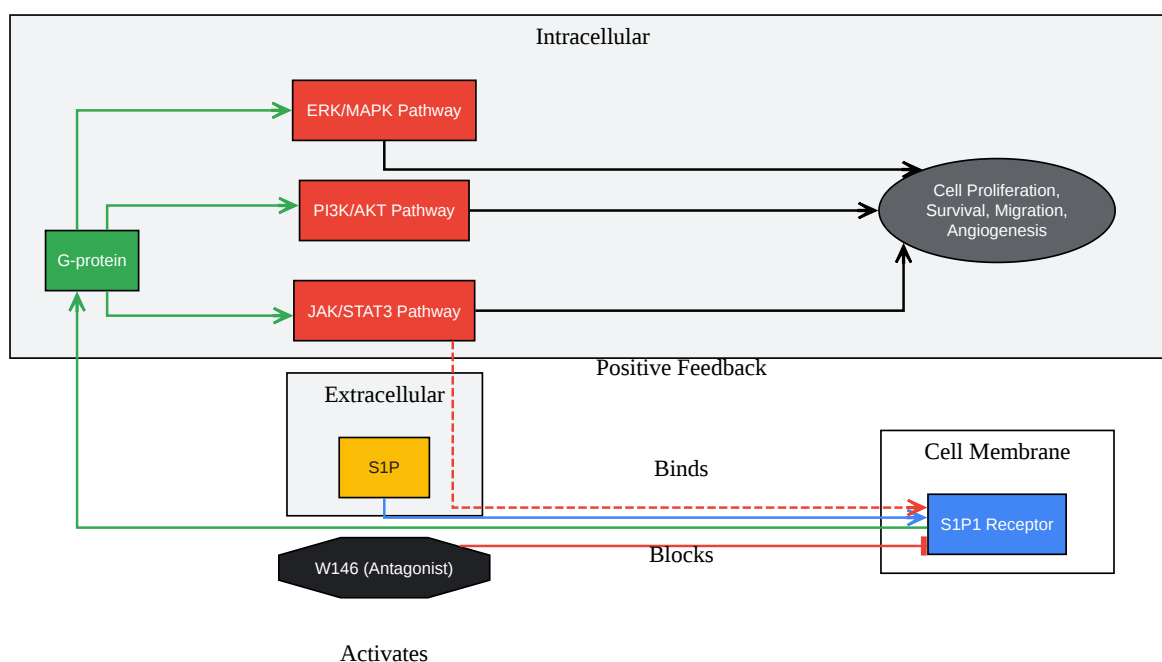 Intracellular
ERK/MAPK Pathway
PI3K/AKT Pathway
Cell Proliferation,
Survival, Migration,
Angiogenesis
G-protein
JAK/STAT3 Pathway
Positive Feedback
Extracellular
S1P
Binds
Cell Membrane
S1P1 Receptor
W146 (Antagonist)
Blocks
Activates